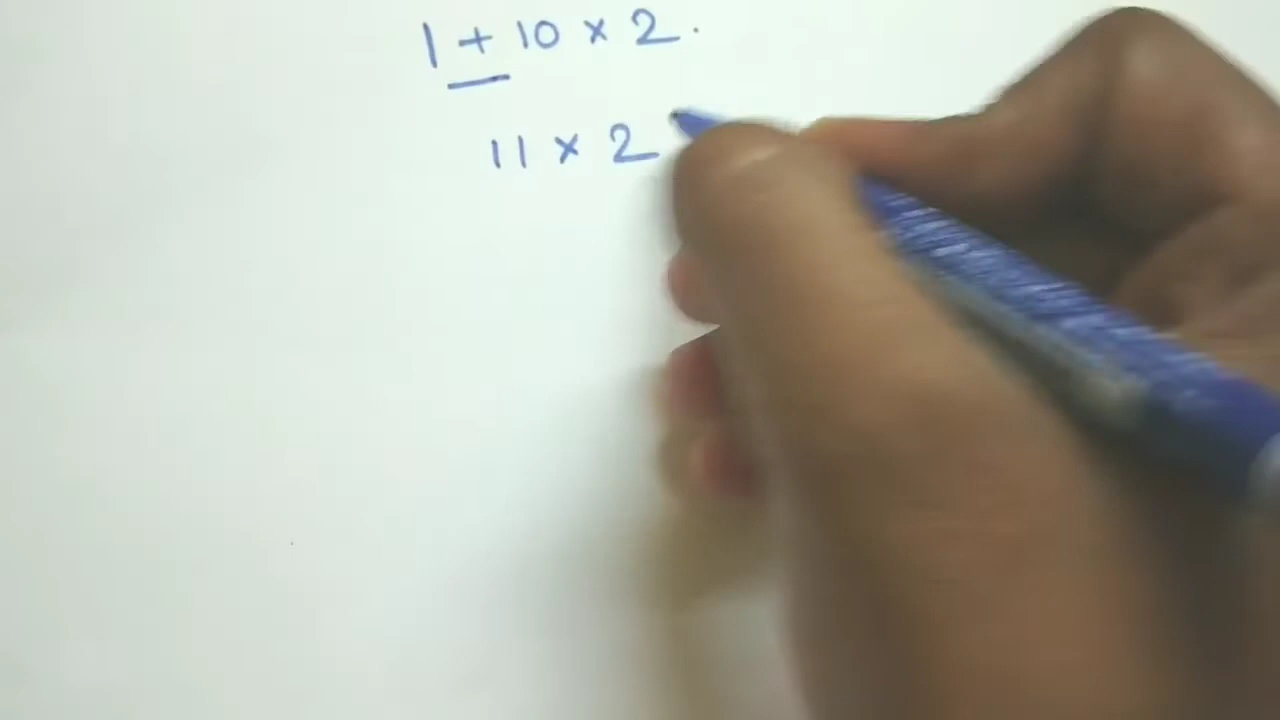 1 + 10 × 2.
11 × 2